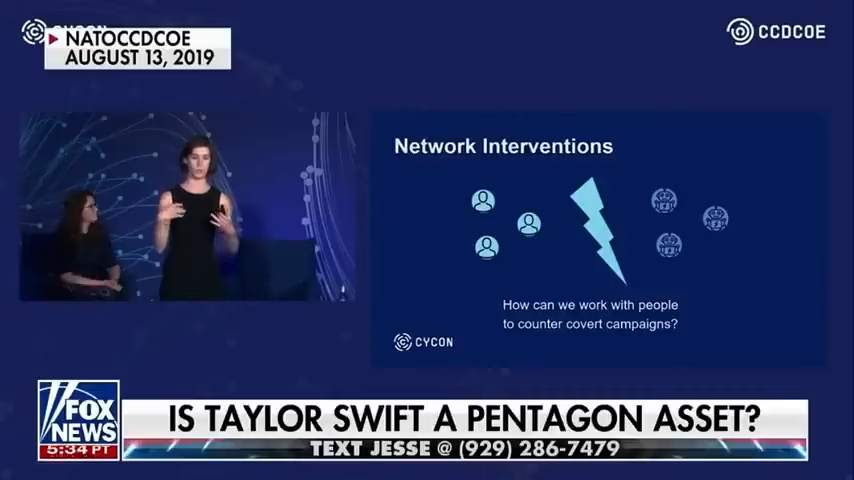 CYCON
NATOCCDCOE
AUGUST 13, 2019
CCDCOE
Network Interventions
How can we work with people
to counter covert campaigns?
CYCON
FOX
NEWS
5:34 PT
IS TAYLOR SWIFT A PENTAGON ASSET?
TEXT JESSE @ (929) 286-7479